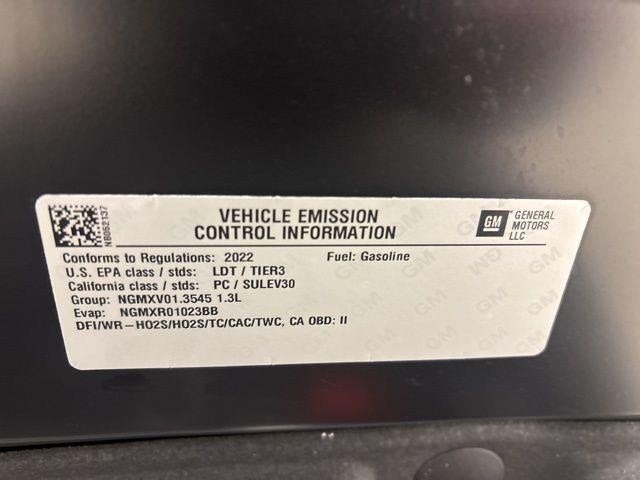 NB052137
VEHICLE EMISSION
CONTROL INFORMATION
GM GENERAL
MOTORS
LLC
Conforms to Regulations: 2022 Fuel: Gasoline
U.S. EPA class / stds: LDT / TIER3
California class / stds: PC / SULEV30
Group: NGMXV01.3545 1.3L
Evap: NGMXR01023BB
DFI/WR-HO2S/HO2S/TC/CAC/TWC, CA OBD: II